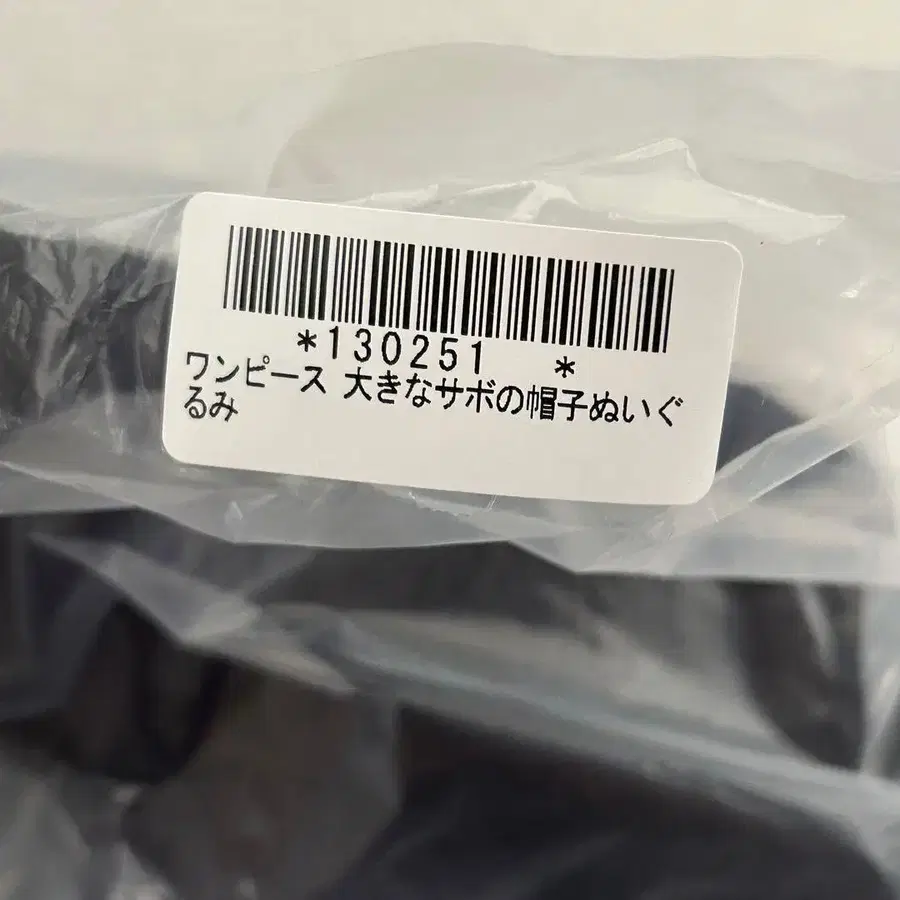 *130251   *
ワンピース 大きなサボの帽子ぬいぐ
るみ